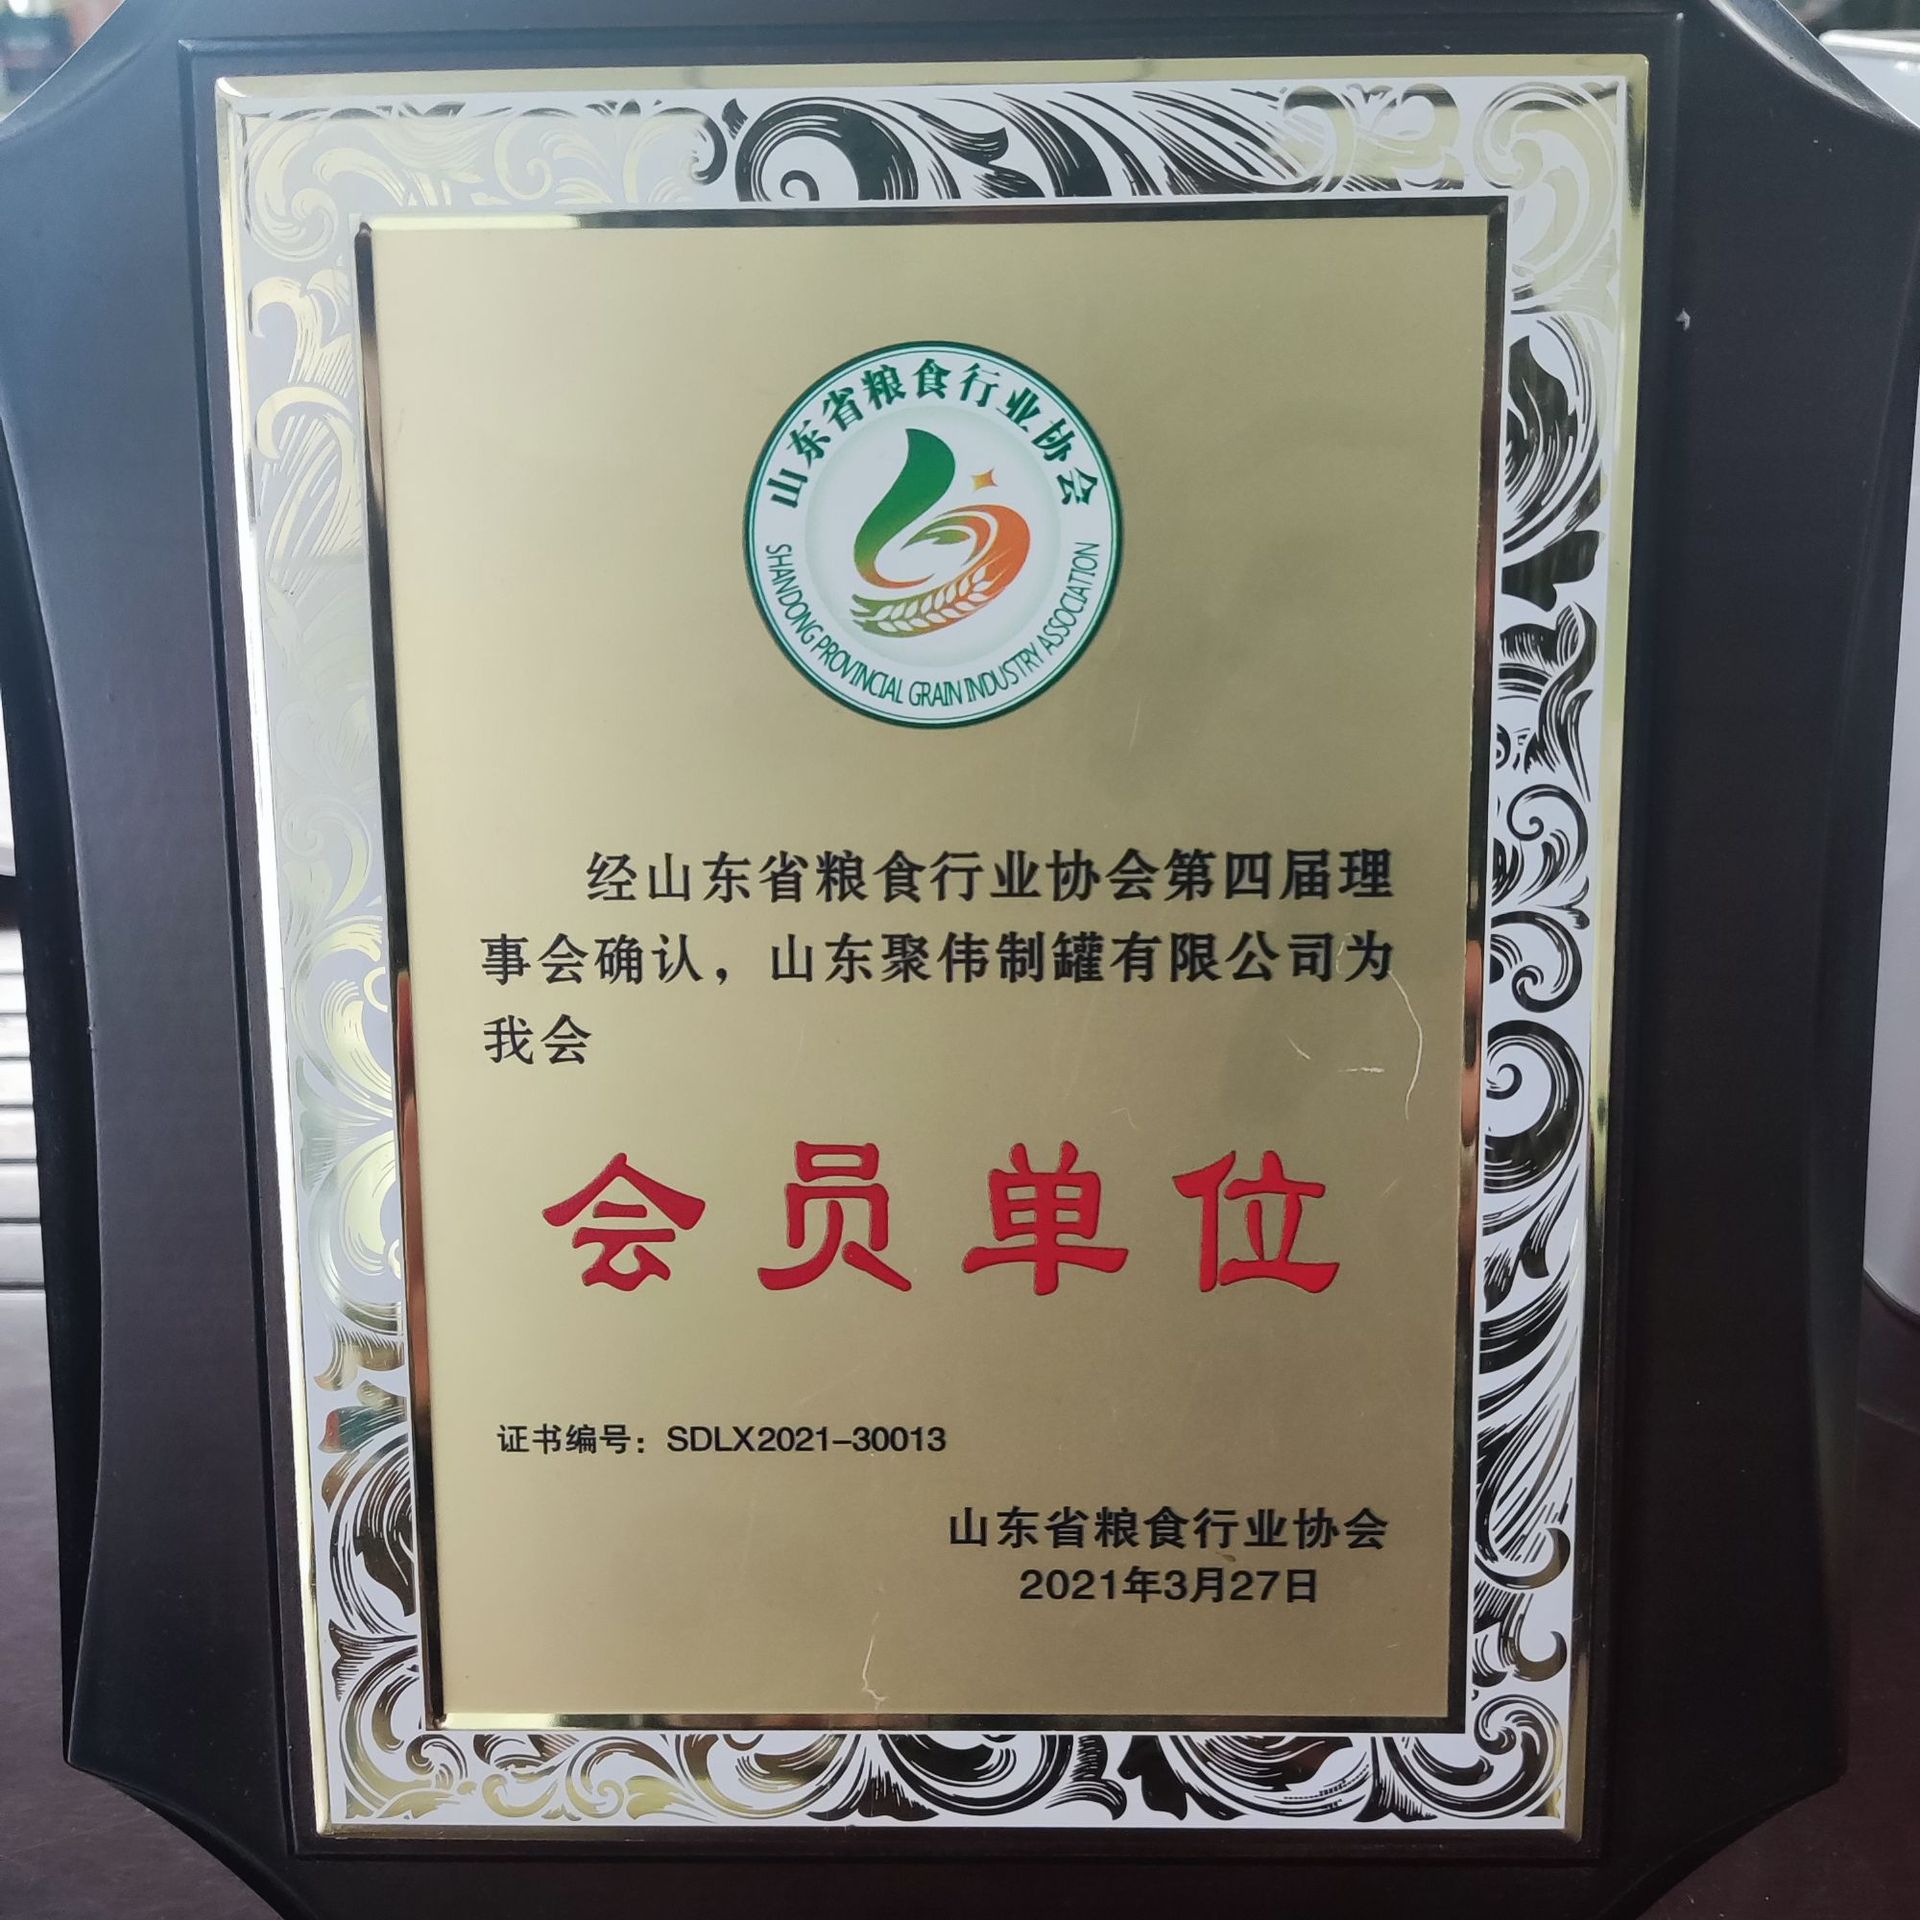 山东省粮食行业协会
SHANDONG PROVINCIAL GRAIN INDUSTRY ASSOCIATION
经山东省粮食行业协会第四届理
事会确认，山东聚伟制罐有限公司为
我会
会员单位
证书编号：SDLX2021-30013
山东省粮食行业协会
2021年3月27日